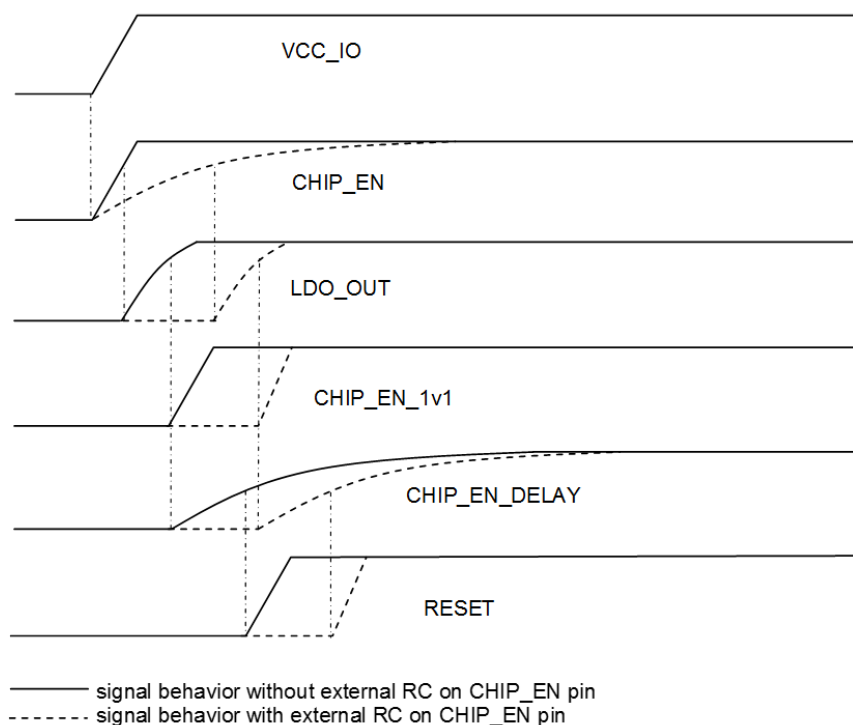 VCC_IO
CHIP_EN
LDO_OUT
CHIP_EN_1v1
CHIP_EN_DELAY
RESET
signal behavior without external RC on CHIP_EN pin
signal behavior with external RC on CHIP_EN pin